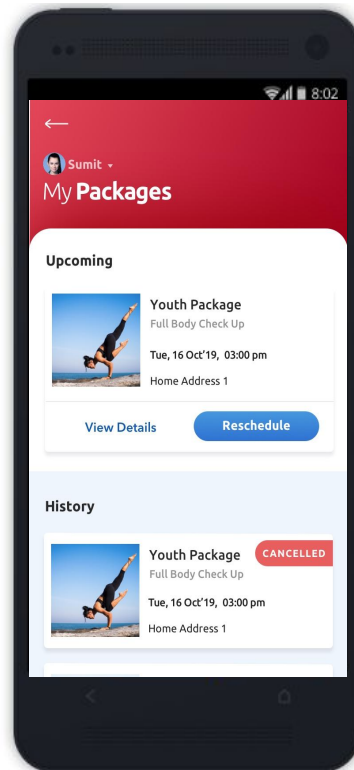 8:02
Sumit
My Packages
Upcoming
Youth Package
Full Body Check Up
Tue, 16 Oct'19, 03:00 pm
Home Address 1
View Details
Reschedule
History
Youth Package
CANCELLED
Full Body Check Up
Tue, 16 Oct'19, 03:00 pm
Home Address 1